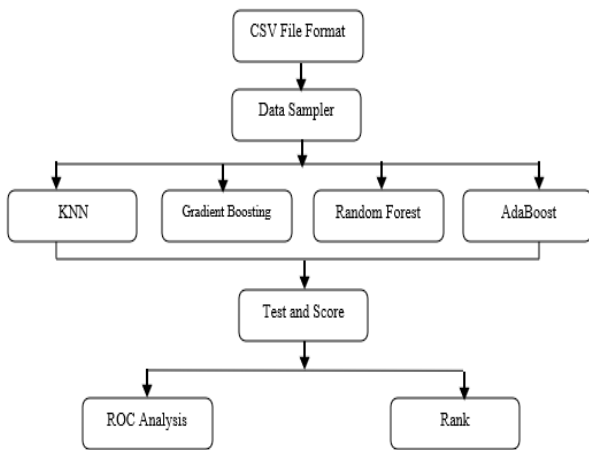 CSV File Format
Data Sampler
KNN
Gradient Boosting
Random Forest
AdaBoost
Test and Score
ROC Analysis
Rank